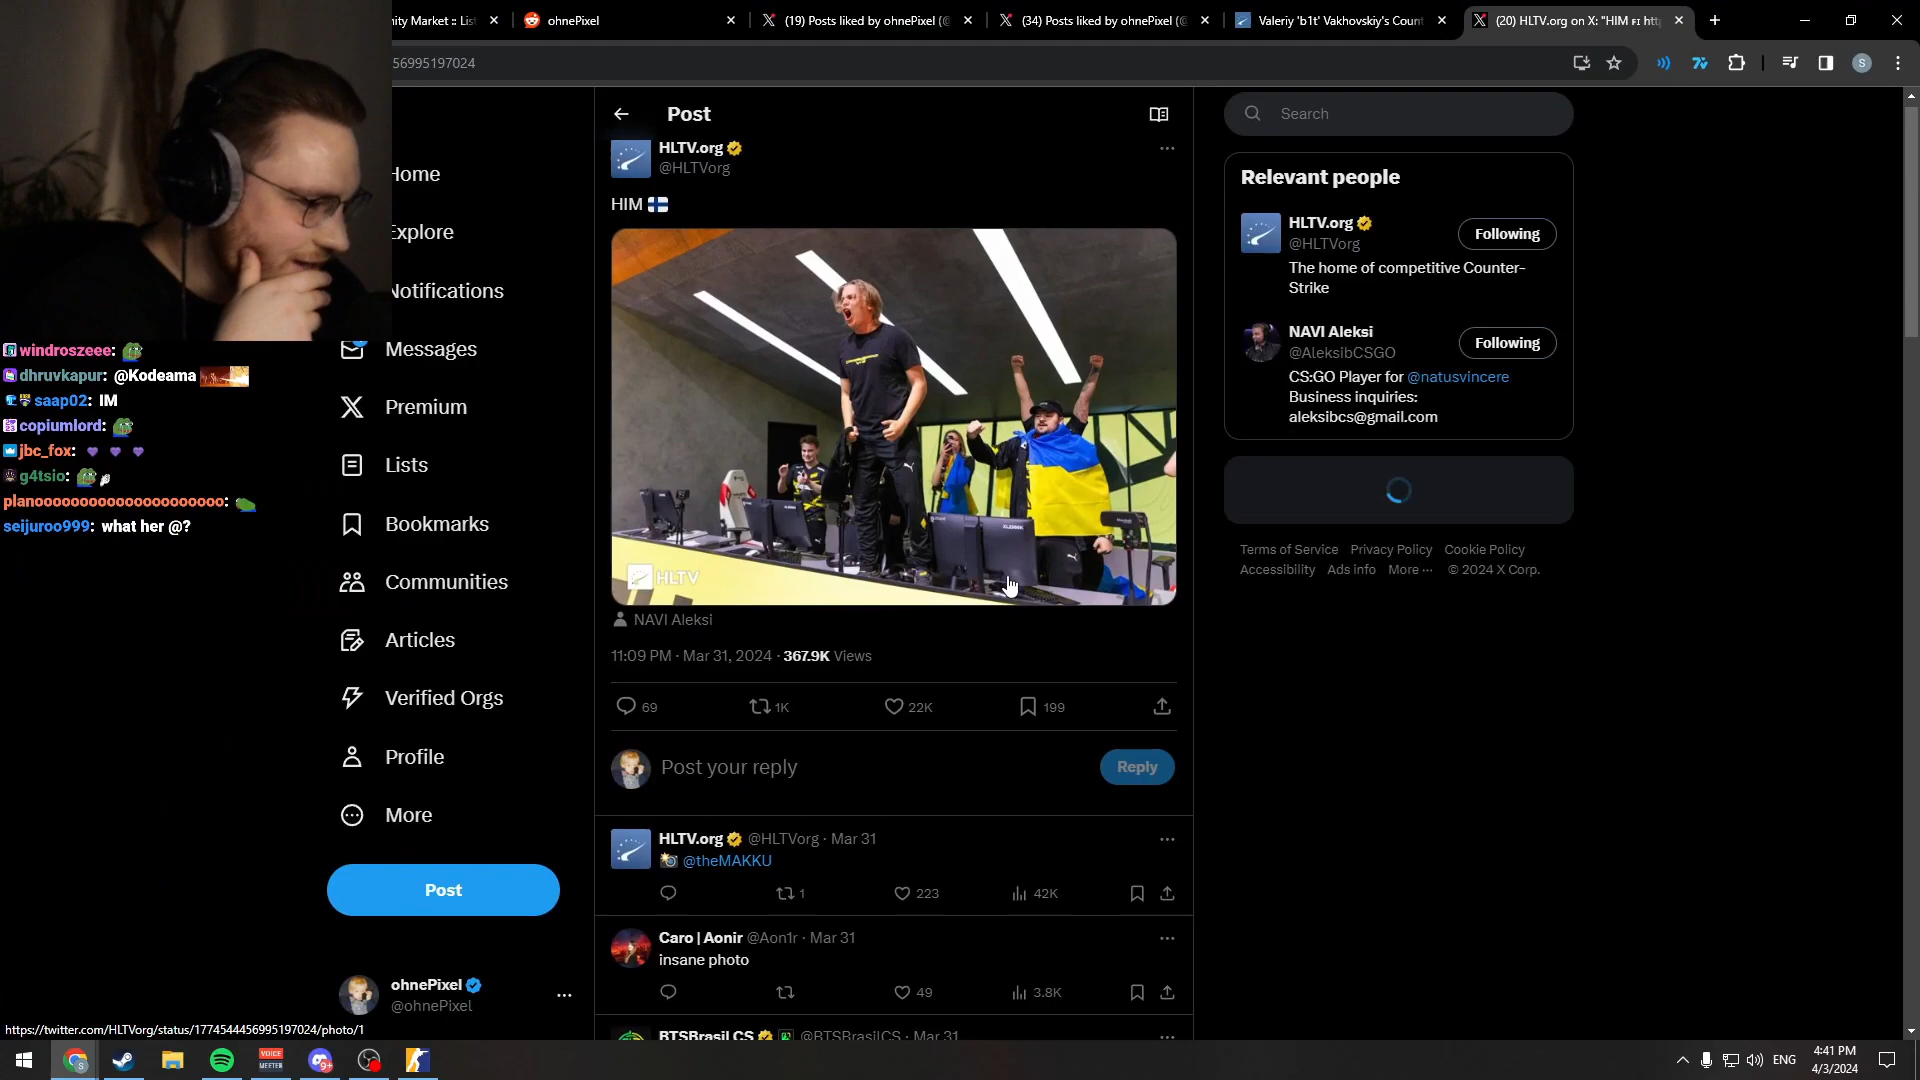 ity Market :: List
ohnePixel
(19) Posts liked by ohnePixel (@
(34) Posts liked by ohnePixel (@
Valeriy 'b1t' Vakhovskiy's Count
(20) HLTV.org on X: "HIM FI htt
56995197024
windroszeee:
dhruvkapur: @Kodeama
saap02: IM
copiumlord:
jbc_fox:
g4tsio:
planooooooooooooooooooooo:
seijuroo999: what her @?
Home
Explore
Notifications
Messages
Premium
Lists
Bookmarks
Communities
Articles
Verified Orgs
Profile
More
Post
ohnePixel
@ohnePixel
Post
HLTV.org
@HLTVorg
HIM
HLTV
NAVI Aleksi
11:09 PM · Mar 31, 2024 · 367.9K Views
69 1K 22K 199
Post your reply
Reply
HLTV.org @HLTVorg · Mar 31
@theMAKKU
1 223 42K
Caro | Aonir @Aon1r · Mar 31
insane photo
49 3.8K
BTSBrasil CS @BTSBrasilCS · Mar 31
Search
Relevant people
HLTV.org
@HLTVorg
Following
The home of competitive Counter-
Strike
NAVI Aleksi
@AleksibCSGO
Following
CS:GO Player for @natusvincere
Business inquiries:
aleksibcs@gmail.com
Terms of Service Privacy Policy Cookie Policy
Accessibility Ads info More ··· © 2024 X Corp.
https://twitter.com/HLTVorg/status/1774544456995197024/photo/1
VOICE
MEETER
9+
ENG
4:41 PM
4/3/2024